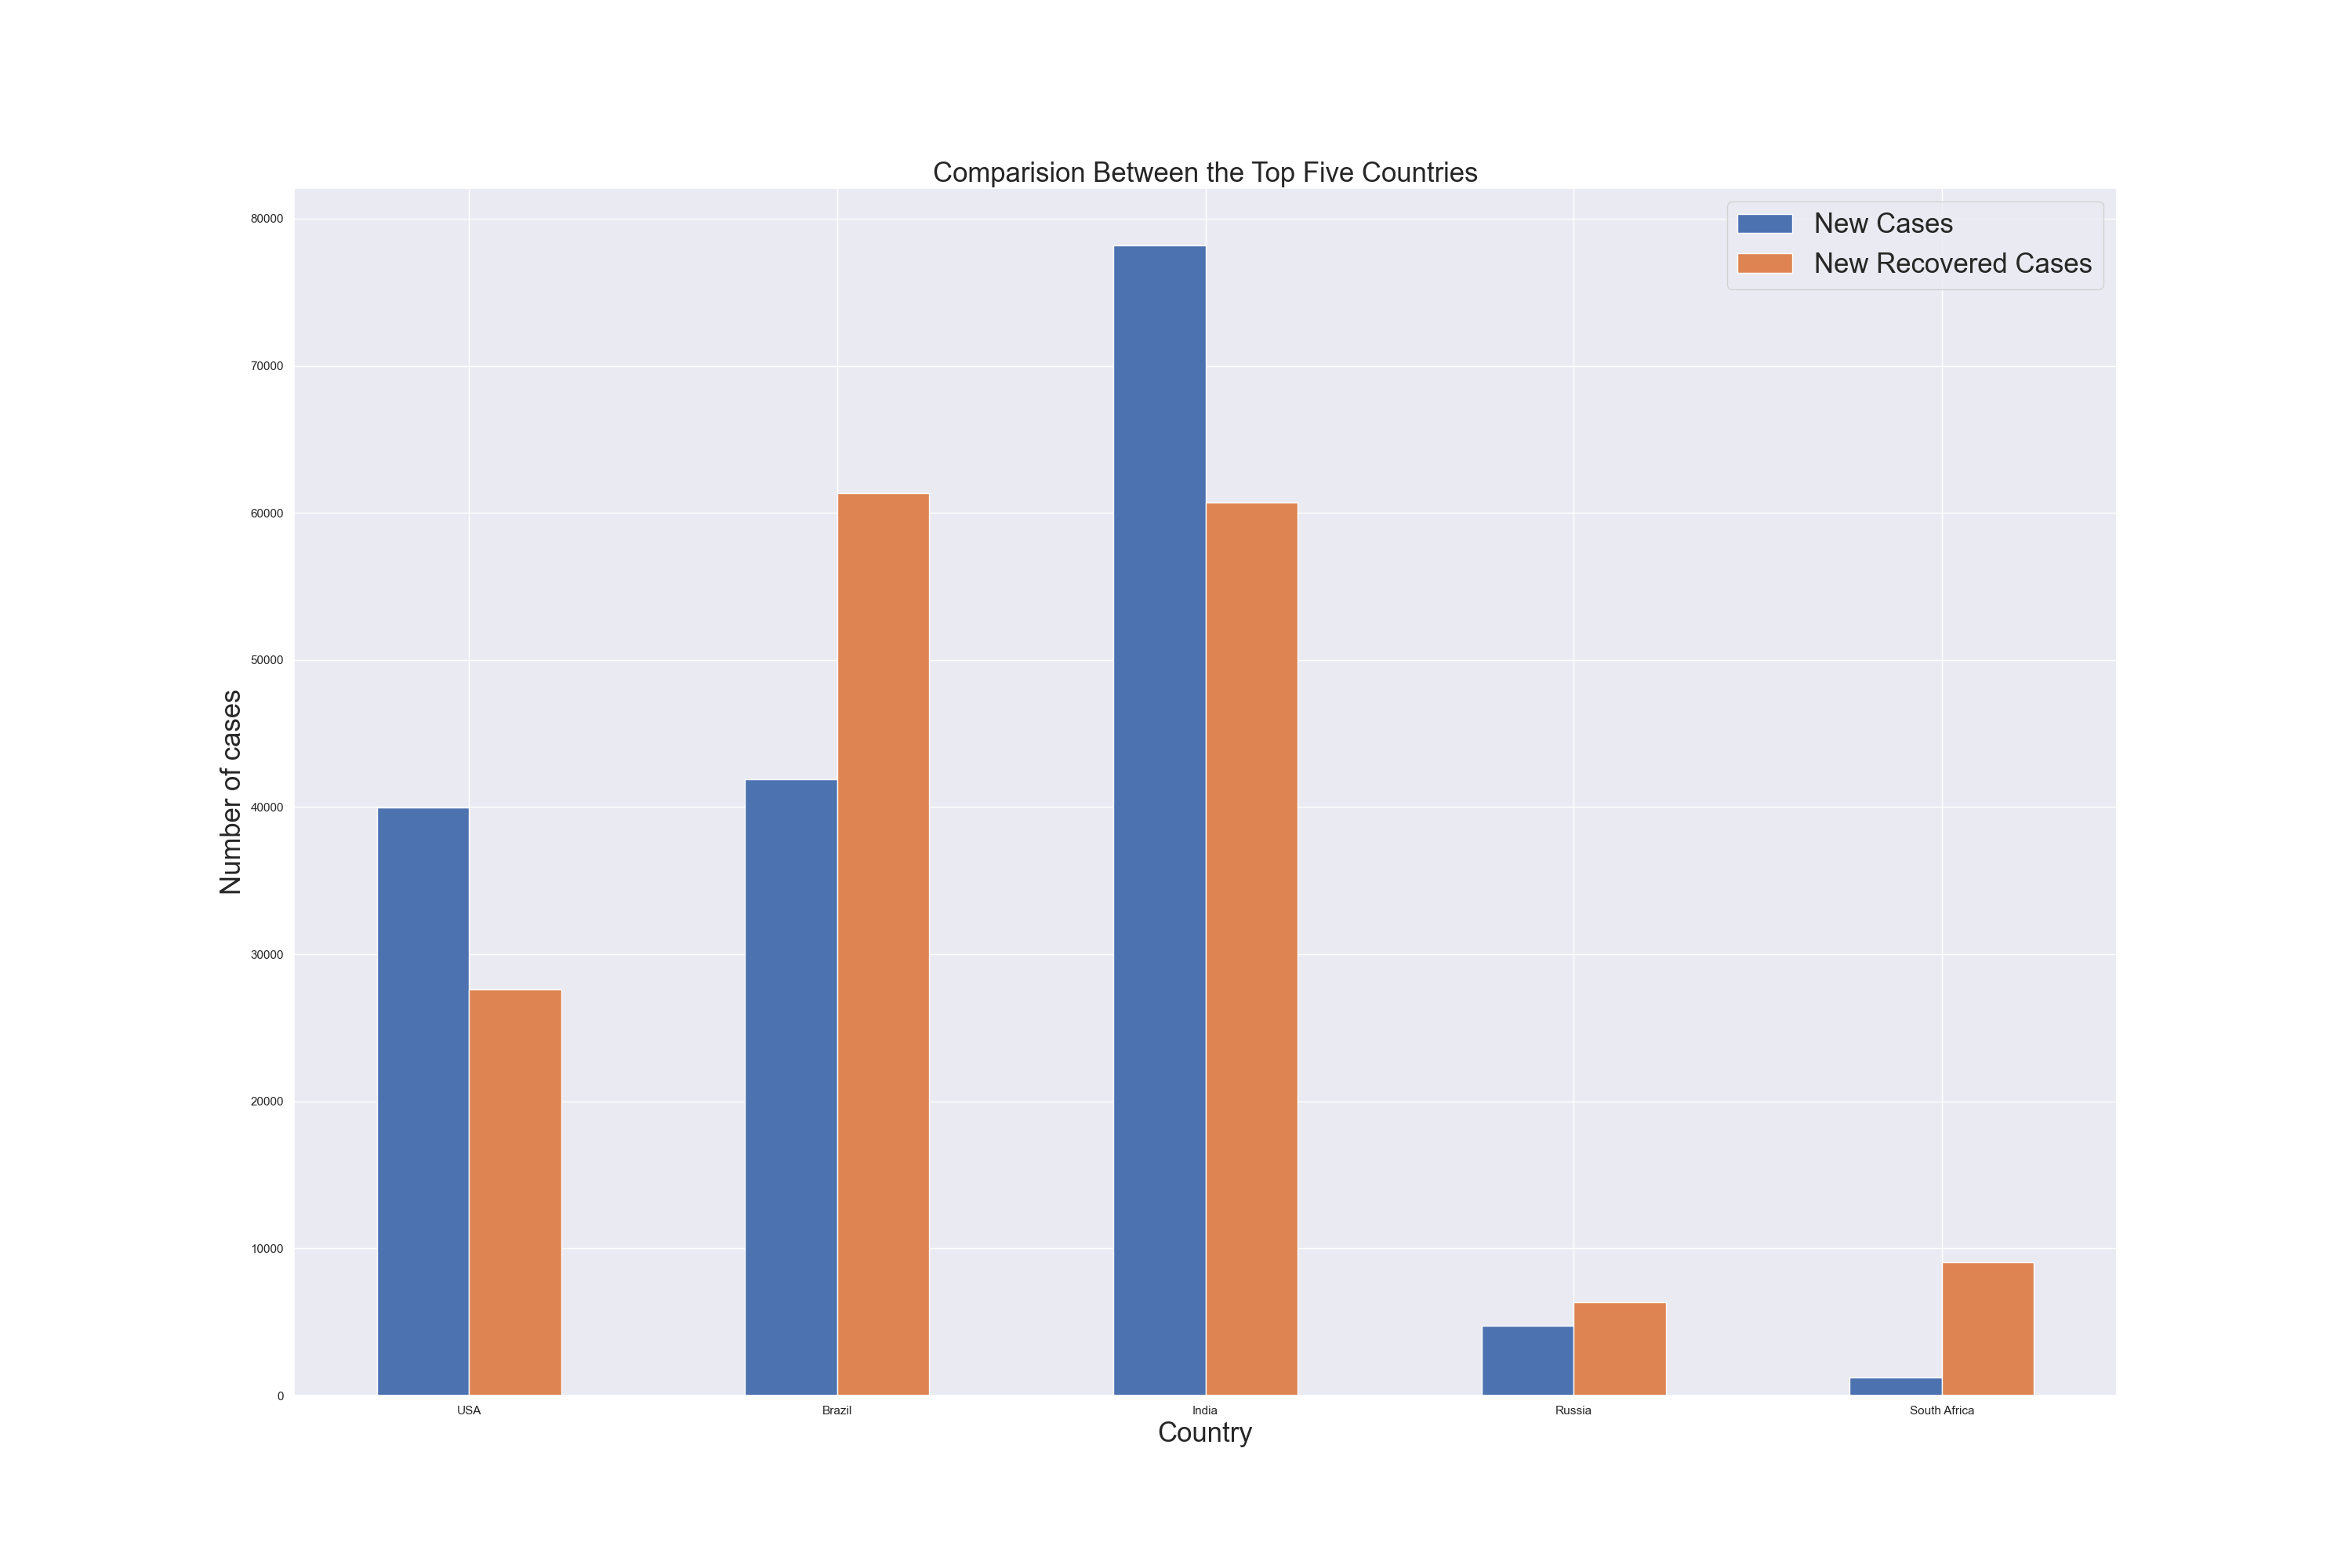 Comparision Between the Top Five Countries
New Cases
New Recovered Cases
80000
70000
60000
50000
40000
30000
20000
10000
0
Number of cases
USA
Brazil
India
Russia
South Africa
Country